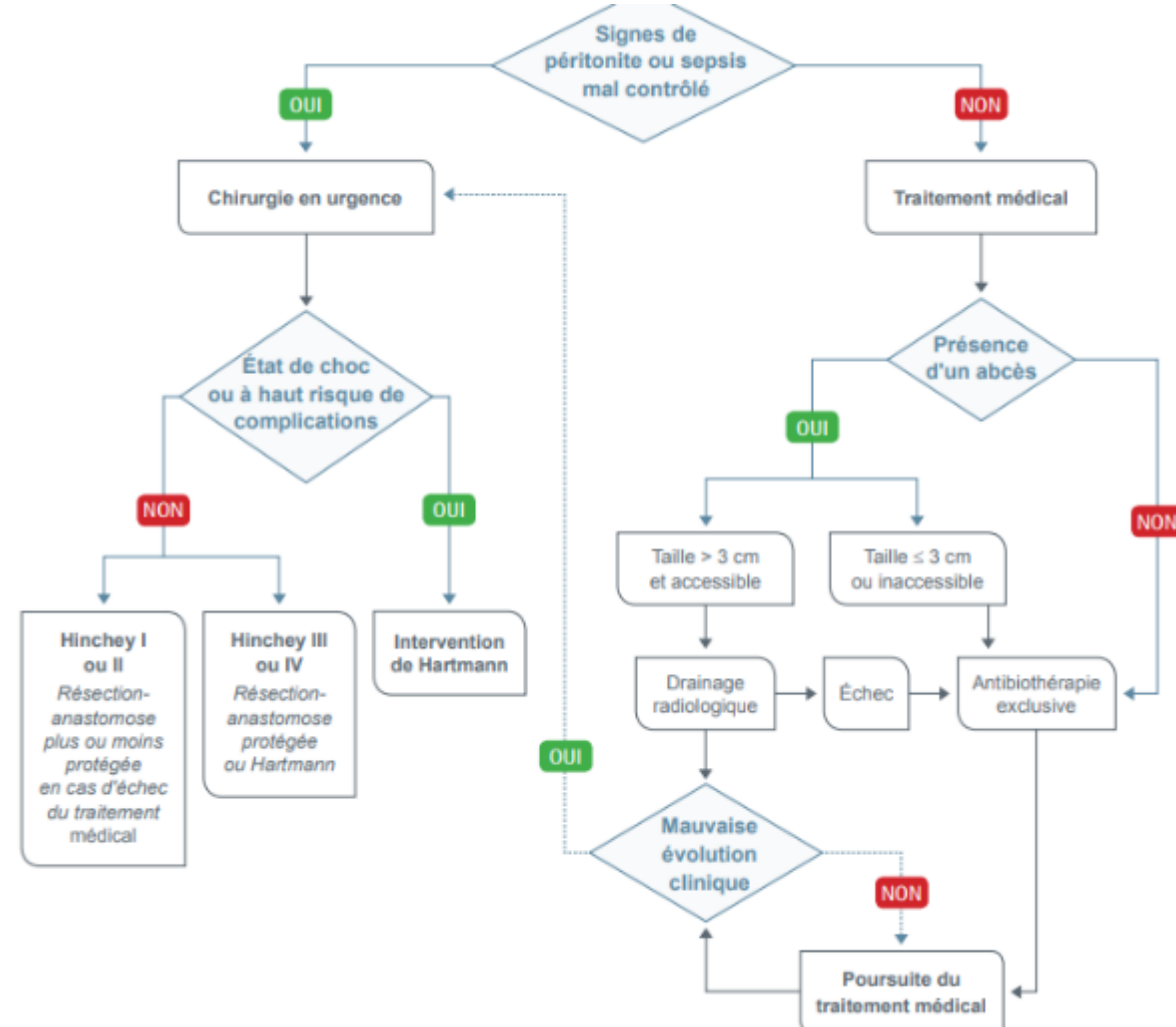 Signes de
péritonite ou sepsis
mal contrôlé
OUI
NON
Chirurgie en urgence
Traitement médical
État de choc
ou à haut risque de
complications
Présence
d'un abcès
OUI
NON
OUI
NON
Taille > 3 cm
et accessible
Taille ≤ 3 cm
ou inaccessible
Hinchey I
ou II
Résection-
anastomose
plus ou moins
protégée
en cas d'échec
du traitement
médical
Hinchey III
ou IV
Résection-
anastomose
protégée
ou Hartmann
Intervention
de Hartmann
Drainage
radiologique
Échec
Antibiothérapie
exclusive
OUI
Mauvaise
évolution
clinique
NON
Poursuite du
traitement médical